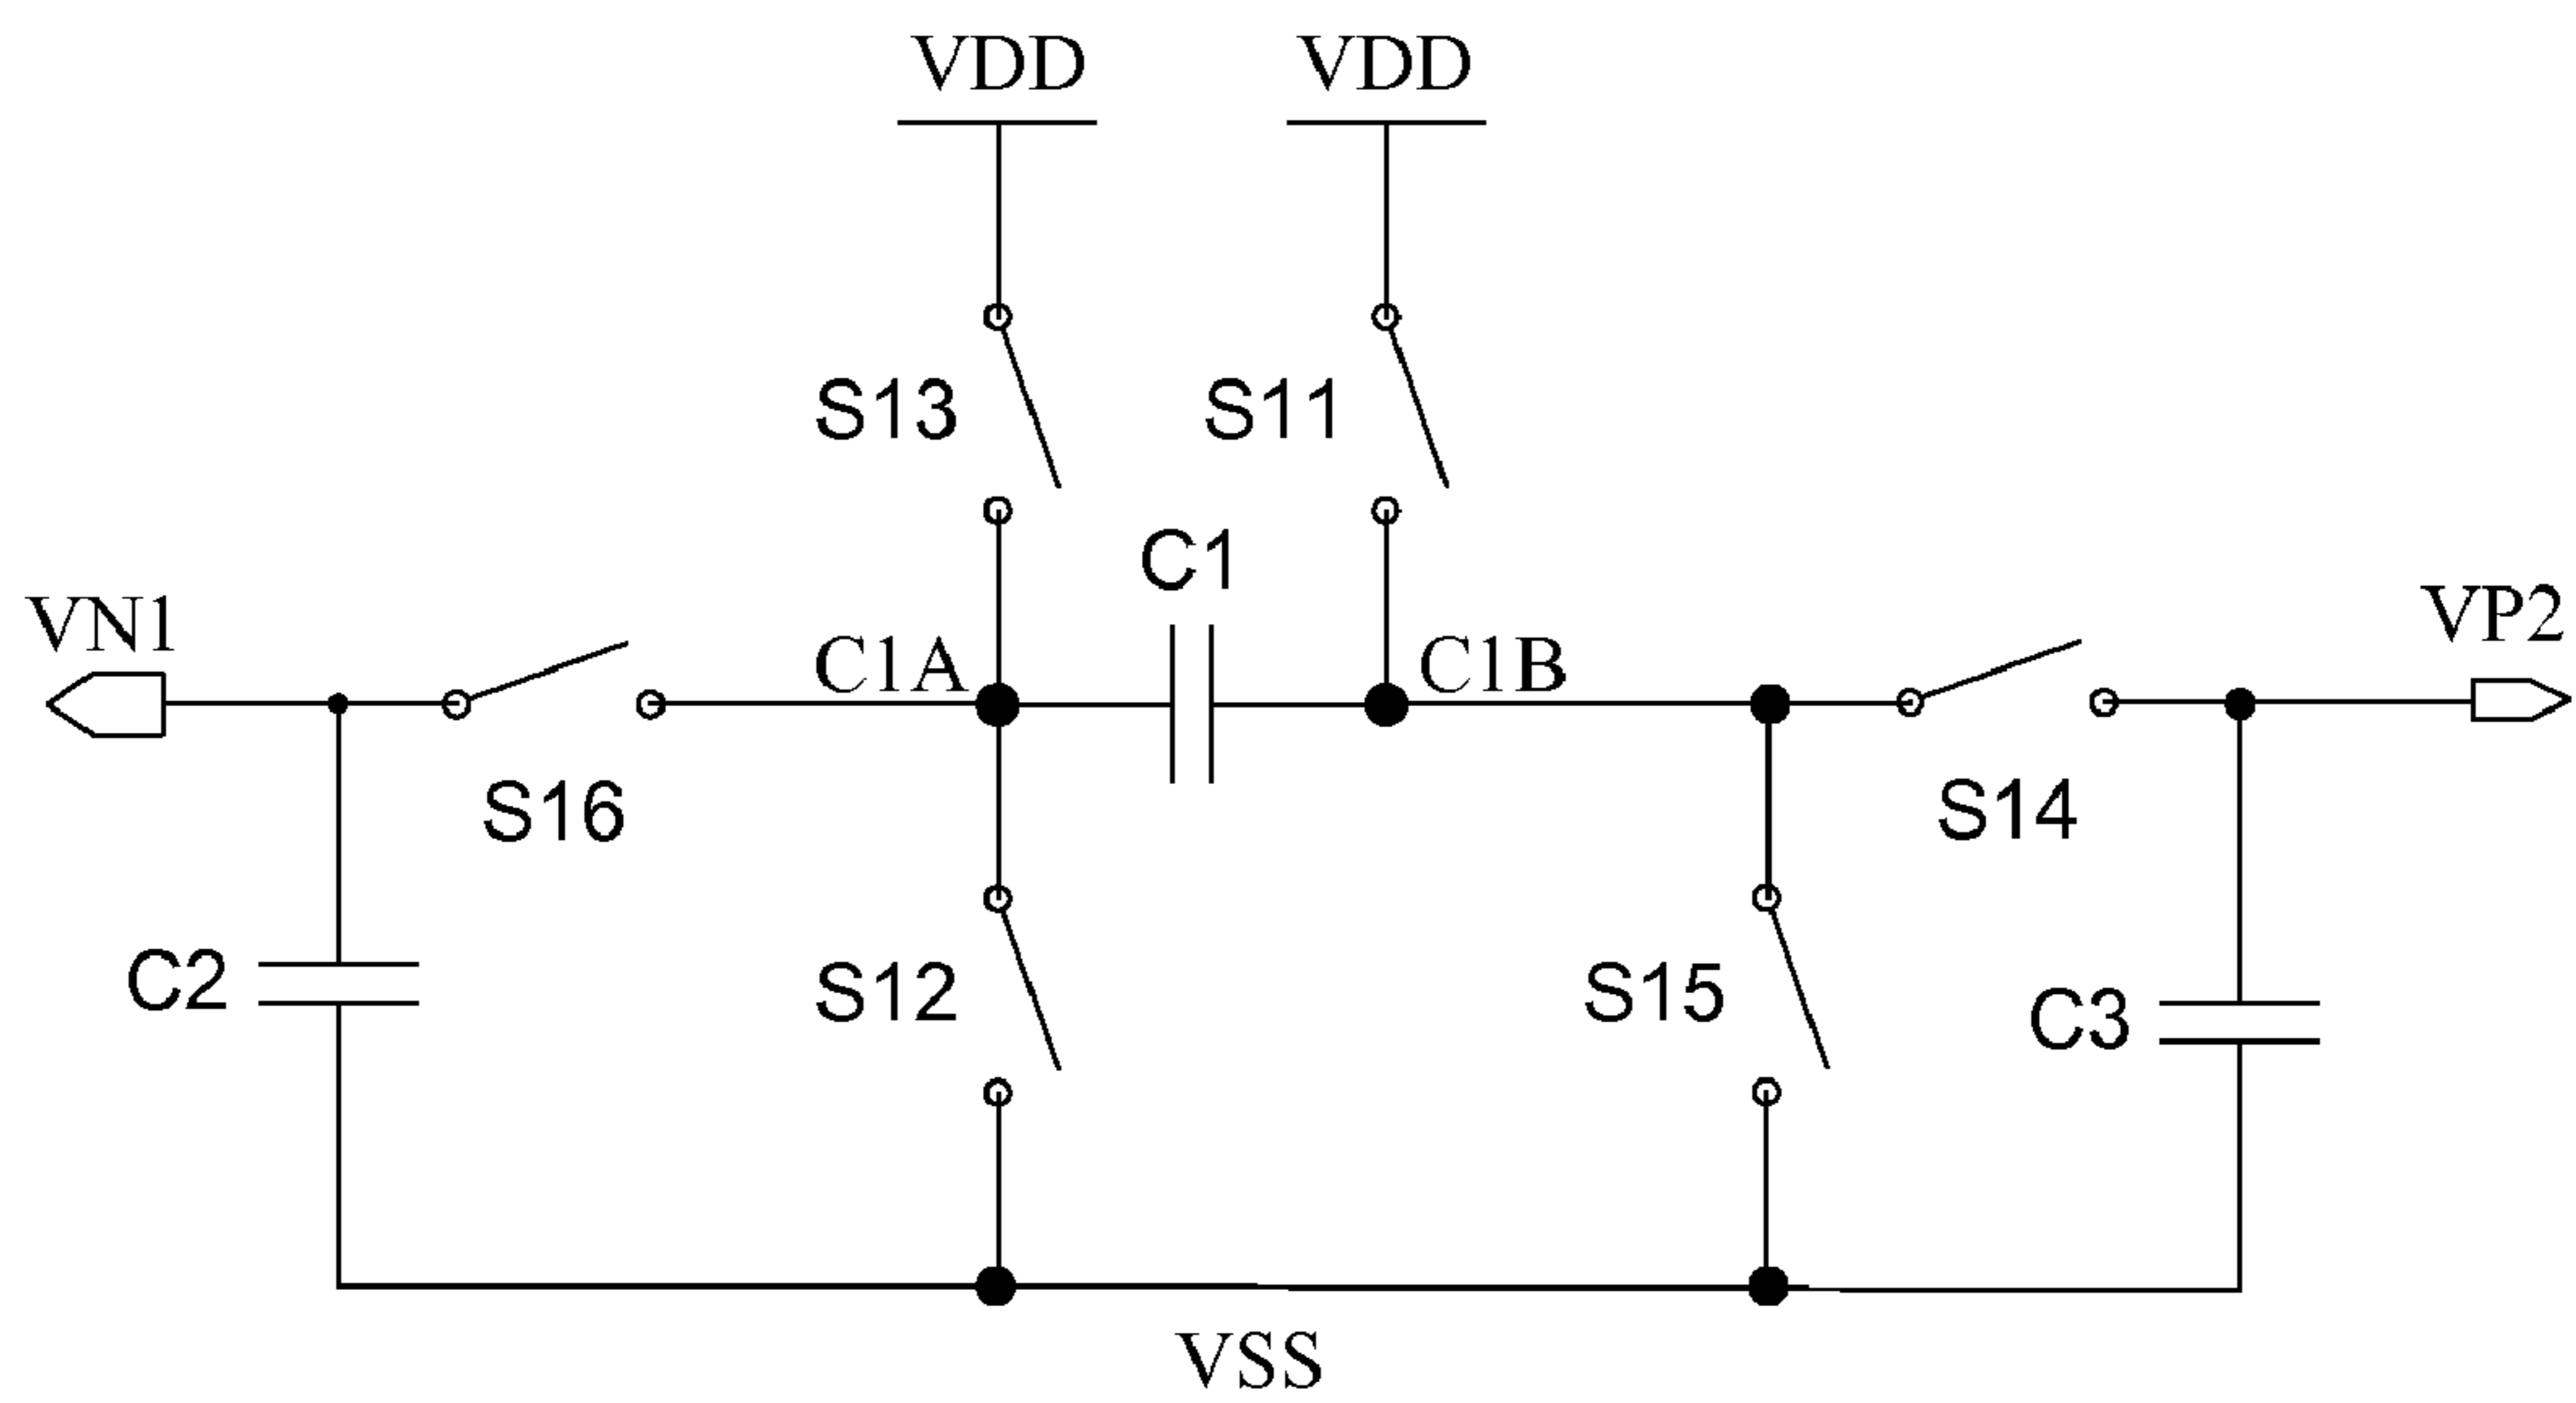 VDD VDD
S13 S11
C1
VN1 C1A C1B VP2
S16 S14
C2 S12 S15 C3
VSS